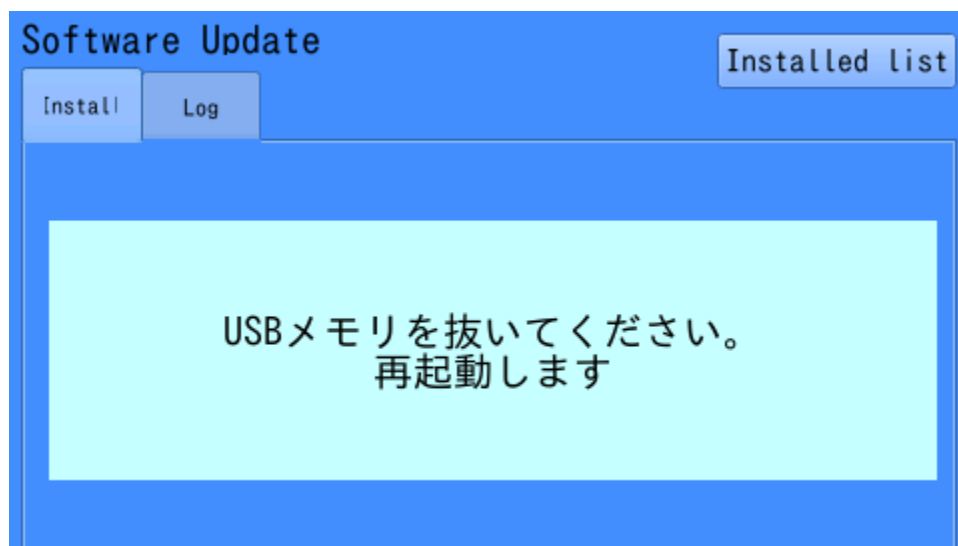 Software Update
Installed list
Install
Log
USBメモリを抜いてください。
再起動します